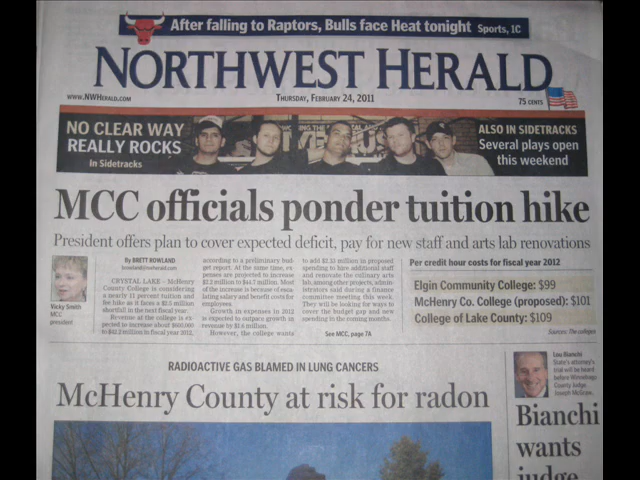 After falling to Raptors, Bulls face Heat tonight Sports, 1C
NORTHWEST HERALD
WWW.NWHERALD.COM
THURSDAY, FEBRUARY 24, 2011
75 CENTS
NO CLEAR WAY
REALLY ROCKS
In Sidetracks
ALSO IN SIDETRACKS
Several plays open
this weekend
MCC officials ponder tuition hike
President offers plan to cover expected deficit, pay for new staff and arts lab renovations
Vicky Smith
MCC
president
By BRETT ROWLAND
browland@nwherald.com
CRYSTAL LAKE – McHenry
County College is considering
a nearly 11 percent tuition and
fee hike as it faces a $2.5 million
shortfall in the next fiscal year.
Revenue at the college is ex-
pected to increase about $660,000
to $42.2 million in fiscal year 2012,
according to a preliminary bud-
get report. At the same time, ex-
penses are projected to increase
$2.2 million to $44.7 million. Most
of the increase is because of esca-
lating salary and benefit costs for
employees.
Growth in expenses in 2012
is expected to outpace growth in
revenue by $1.6 million.
However, the college wants
to add $2.15 million in proposed
spending to hire additional staff
and renovate the culinary arts
lab, among other projects, admin-
istrators said during a finance
committee meeting this week.
They will be looking for ways to
cover the budget gap and new
spending in the coming months.
See MCC, page 7A
Per credit hour costs for fiscal year 2012
Elgin Community College: $99
McHenry Co. College (proposed): $101
College of Lake County: $109
Sources: The colleges
RADIOACTIVE GAS BLAMED IN LUNG CANCERS
McHenry County at risk for radon
Lou Bianchi
State's attorney's
trial will be heard
before Winnebago
County Judge
Joseph McGraw.
Bianchi
wants
judge